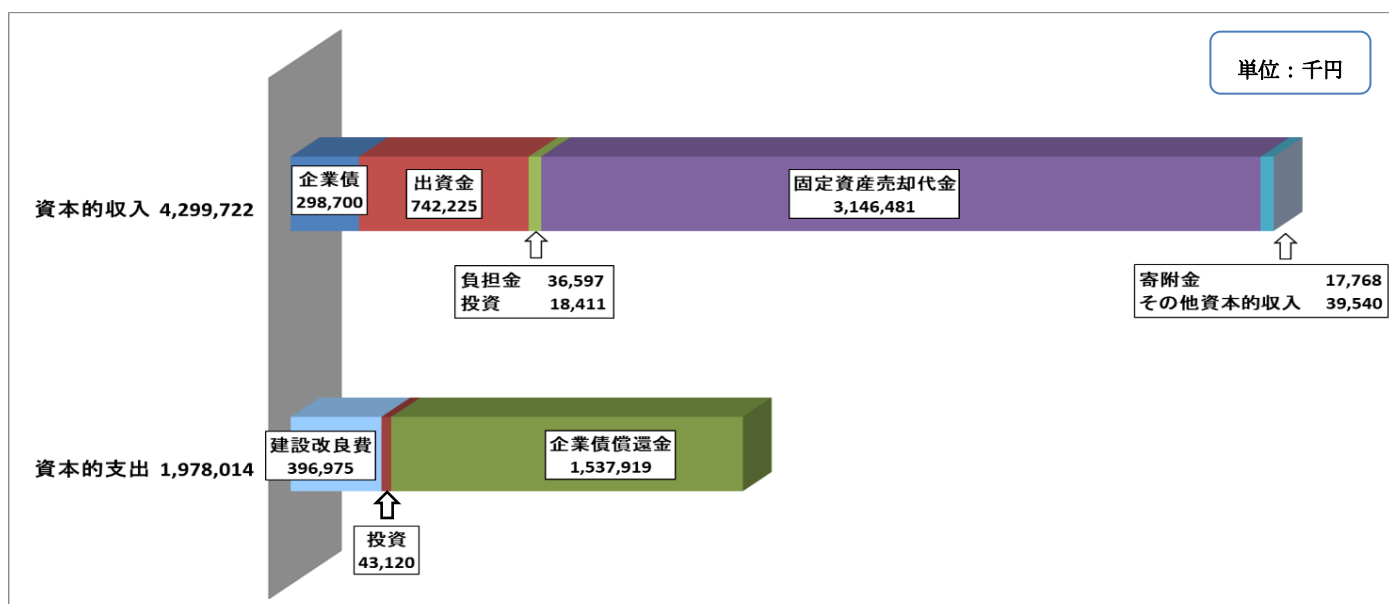 単位：千円
資本的収入 4,299,722
企業債
298,700
出資金
742,225
固定資産売却代金
3,146,481
負担金 36,597
投資 18,411
寄附金 17,768
その他資本的収入 39,540
資本的支出 1,978,014
建設改良費
396,975
企業債償還金
1,537,919
投資
43,120